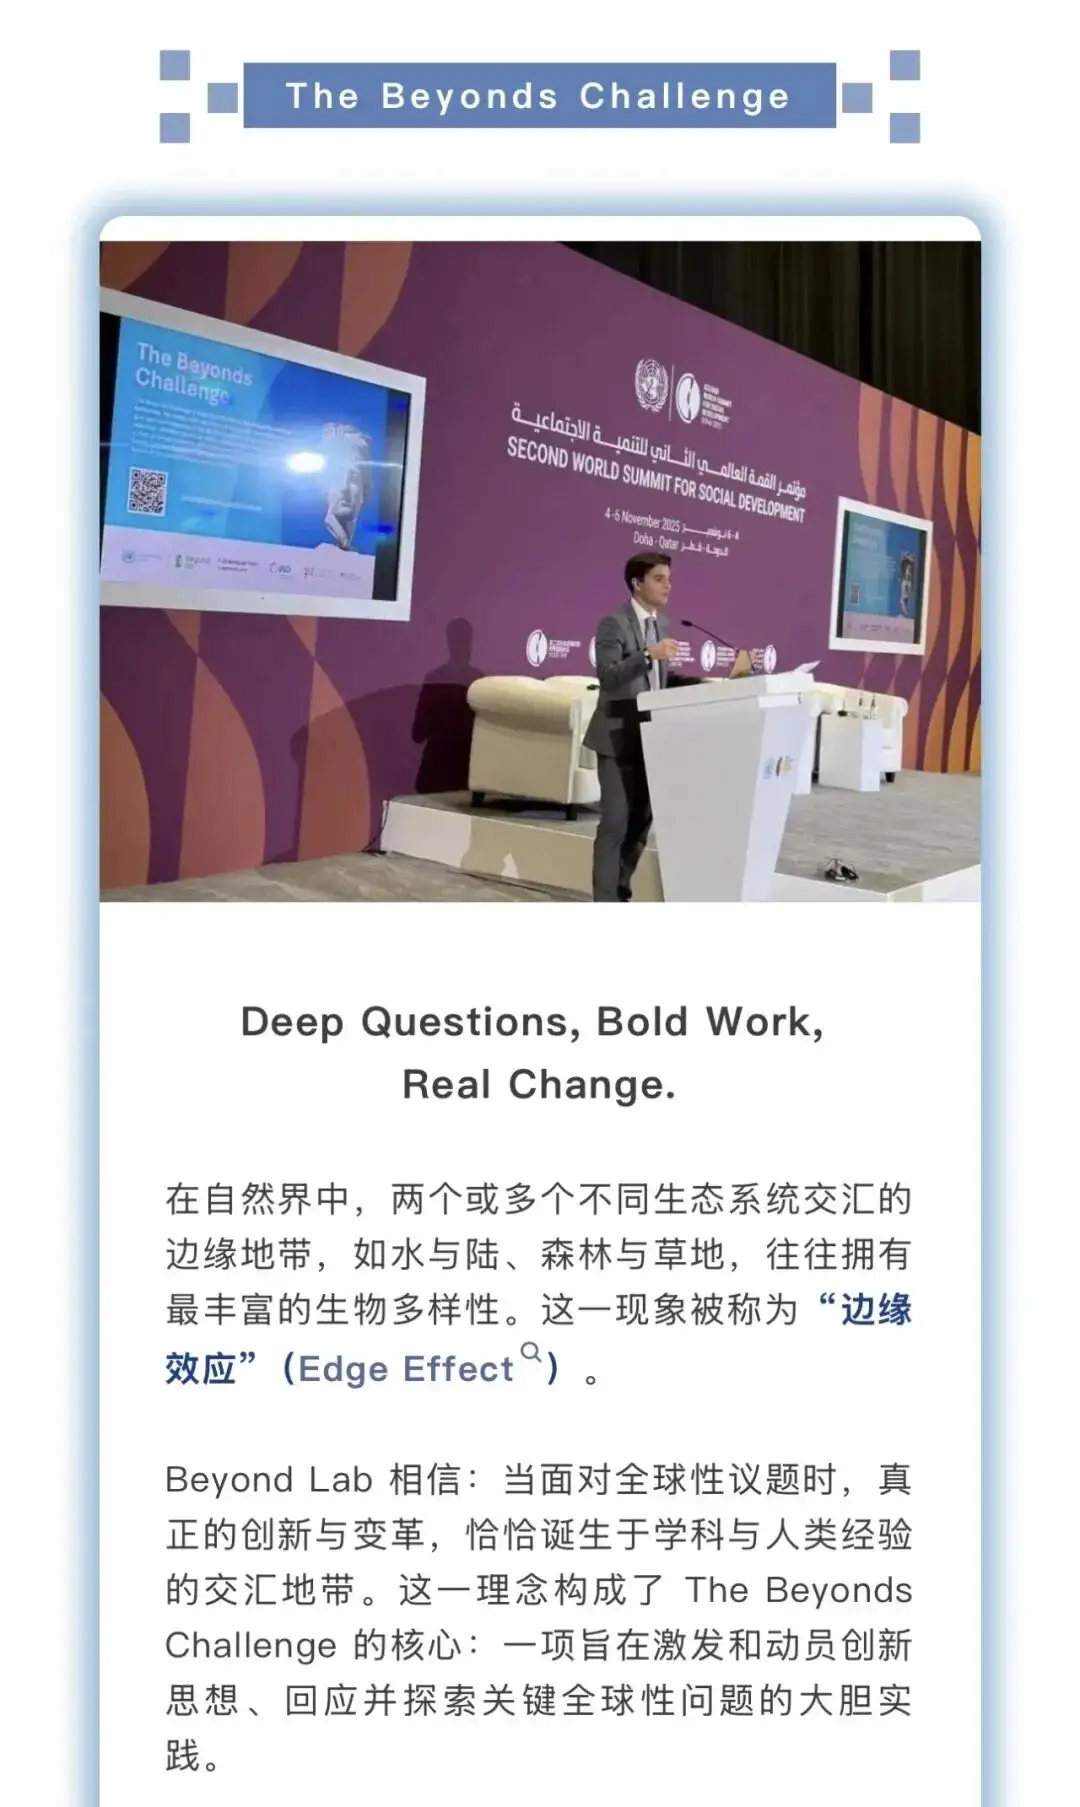 The Beyonds Challenge
The Beyonds
Challenge
مؤتمر القمة العالمي الثاني للتنمية الاجتماعية
SECOND WORLD SUMMIT FOR SOCIAL DEVELOPMENT
4-6 November 2025 4-6 نوفمبر
Doha - Qatar الدوحة - قطر
Deep Questions, Bold Work,
Real Change.
在自然界中，两个或多个不同生态系统交汇的
边缘地带，如水与陆、森林与草地，往往拥有
最丰富的生物多样性。这一现象被称为“边缘
效应”（Edge Effect）。
Beyond Lab 相信：当面对全球性议题时，真
正的创新与变革，恰恰诞生于学科与人类经验
的交汇地带。这一理念构成了 The Beyonds
Challenge 的核心：一项旨在激发和动员创新
思想、回应并探索关键全球性问题的大胆实
践。